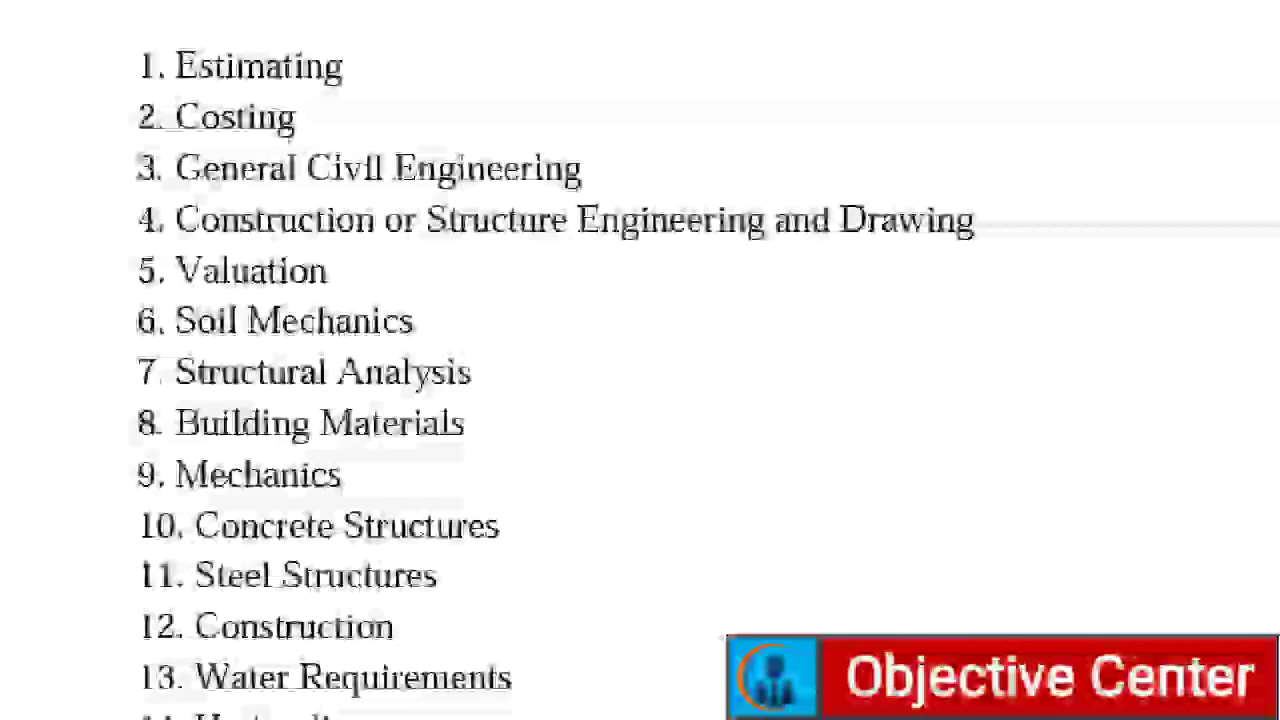 1. Estimating
2. Costing
3. General Civil Engineering
4. Construction or Structure Engineering and Drawing
5. Valuation
6. Soil Mechanics
7. Structural Analysis
8. Building Materials
9. Mechanics
10. Concrete Structures
11. Steel Structures
12. Construction
13. Water Requirements
Objective Center